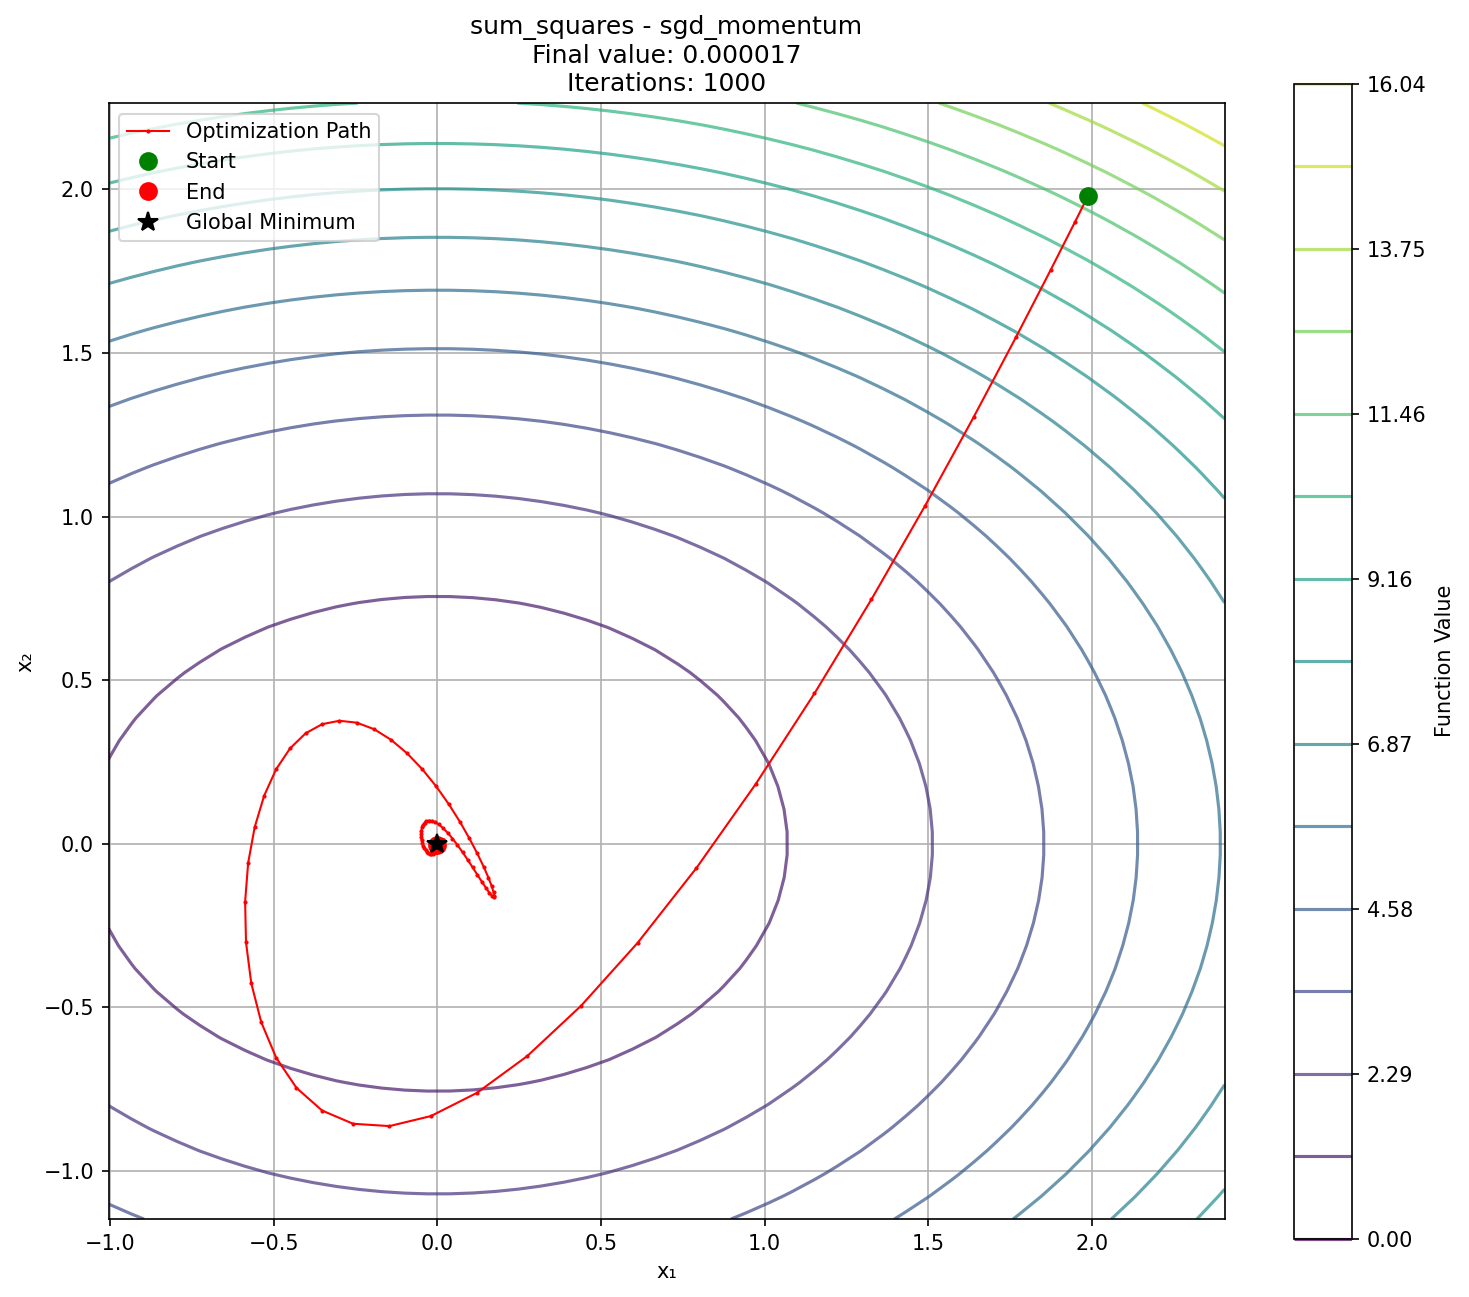 sum_squares - sgd_momentum
Final value: 0.000017
Iterations: 1000
Optimization Path
Start
End
Global Minimum
2.0
1.5
1.0
0.5
0.0
−0.5
−1.0
x₂
−1.0
−0.5
0.0
0.5
1.0
1.5
2.0
x₁
16.04
13.75
11.46
9.16
6.87
4.58
2.29
0.00
Function Value